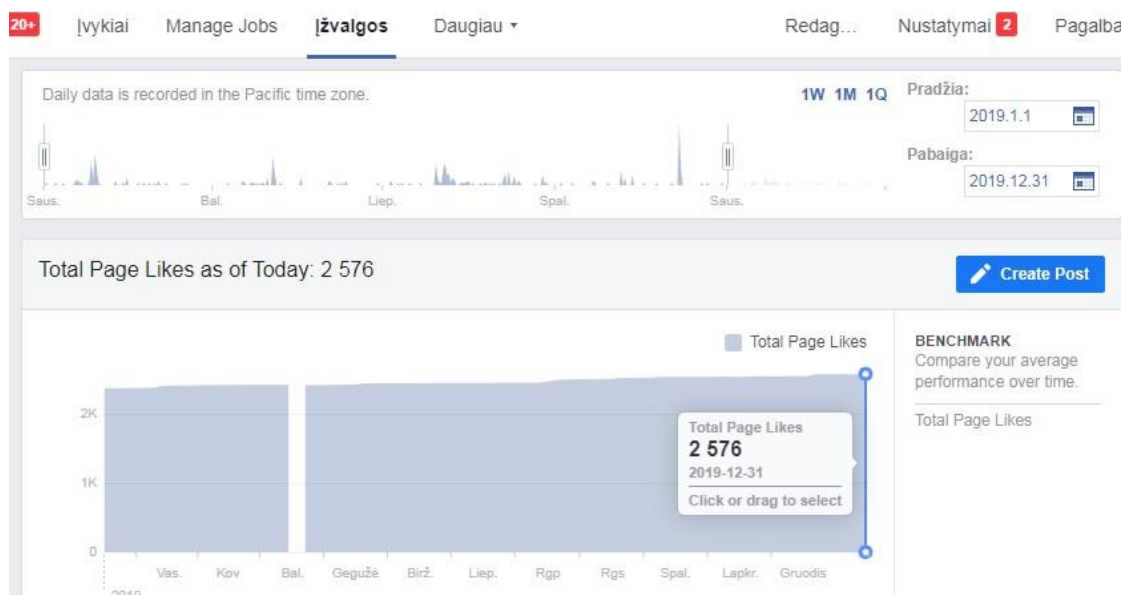 20+ Įvykiai Manage Jobs Įžvalgos Daugiau Redag... Nustatymai 2 Pagalba
Daily data is recorded in the Pacific time zone.
1W 1M 1Q
Pradžia:
2019.1.1
Pabaiga:
2019.12.31
Saus. Bal. Liep. Spal. Saus.
Total Page Likes as of Today: 2 576
Create Post
Total Page Likes
BENCHMARK
Compare your average
performance over time.
Total Page Likes
2K
1K
0
Total Page Likes
2 576
2019-12-31
Click or drag to select
Vas. Kov Bal. Gegužė Birž. Liep. Rgp Rgs Spal. Lapkr. Gruodis
2019